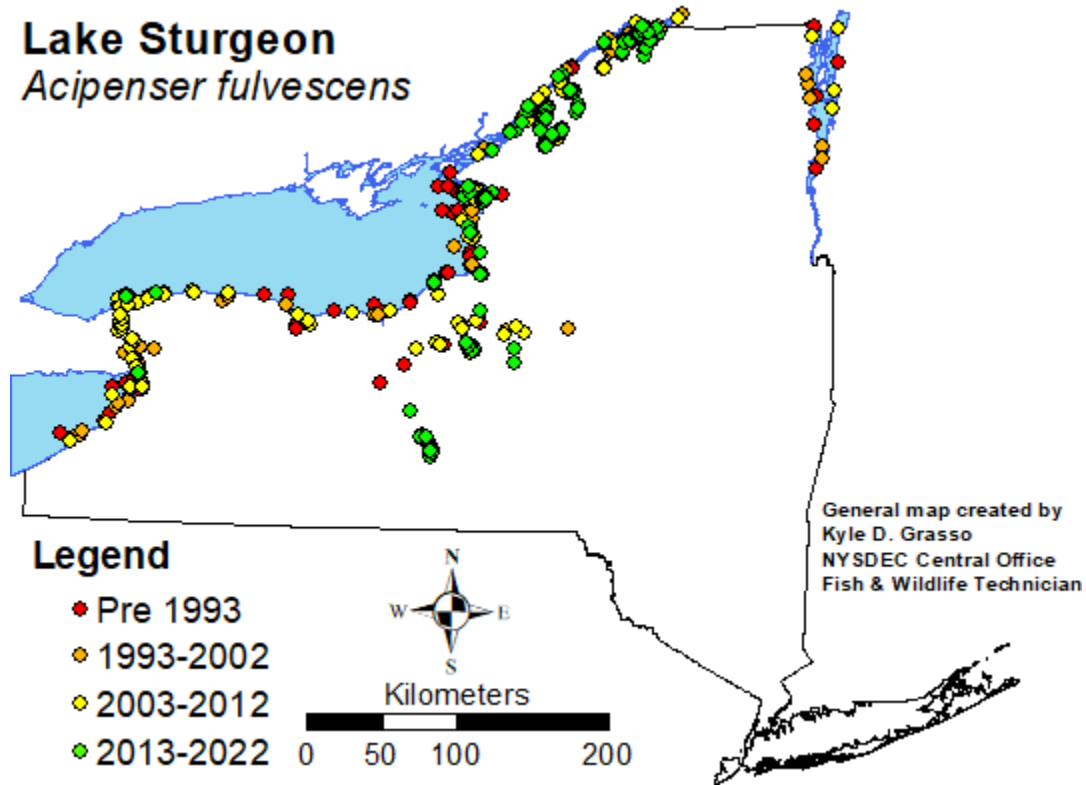 Lake Sturgeon
Acipenser fulvescens
General map created by
Kyle D. Grasso
NYSDEC Central Office
Fish & Wildlife Technician
Legend
Pre 1993
1993-2002
2003-2012
2013-2022
N
W E
S
Kilometers
0 50 100 200